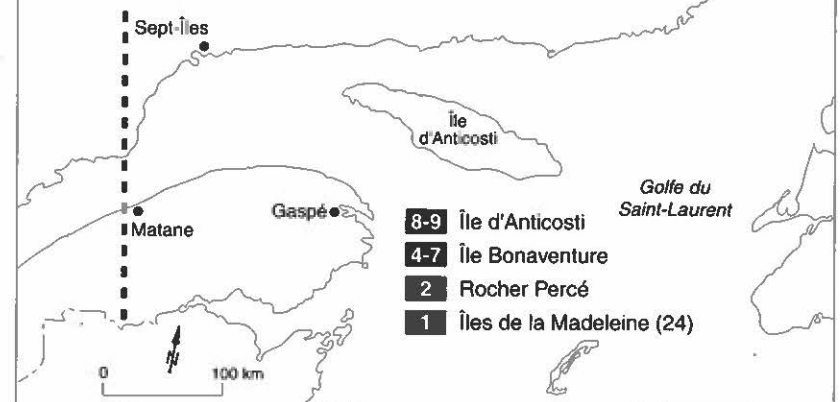 Sept-Îles
Île
d'Anticosti
Golfe du
Saint-Laurent
Gaspé
Matane
8-9 Île d'Anticosti
4-7 Île Bonaventure
2 Rocher Percé
1 Îles de la Madeleine (24)
N
0 100 km